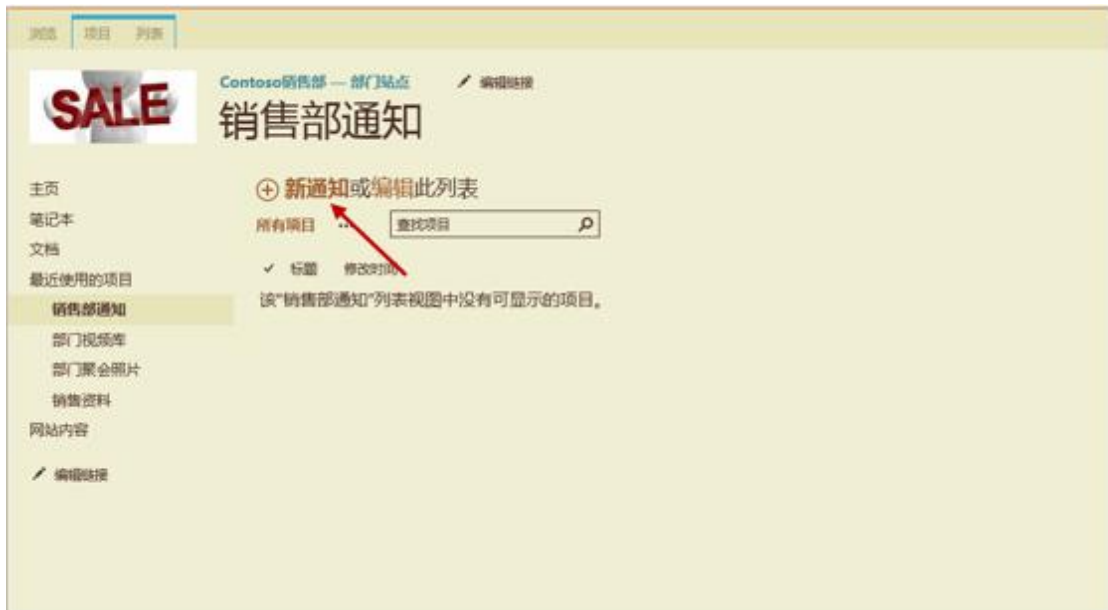 浏览 项目 列表
SALE
Contoso销售部 — 部门站点 编辑链接
销售部通知
主页
笔记本
文档
最近使用的项目
销售部通知
部门视频库
部门聚会照片
销售资料
网站内容
编辑链接
新通知或编辑此列表
所有项目 ... 查找项目
标题 修改时间
该"销售部通知"列表视图中没有可显示的项目。